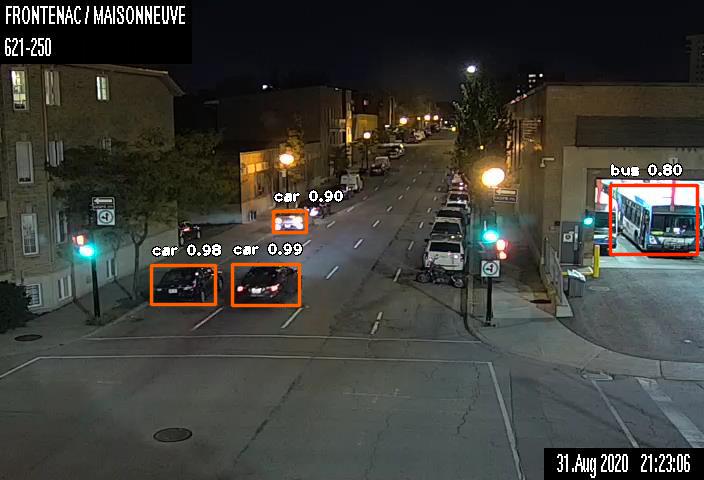 FRONTENAC / MAISONNEUVE
621-250
bus 0.80
car 0.90
car 0.98
car 0.99
31.Aug 2020 21:23:06